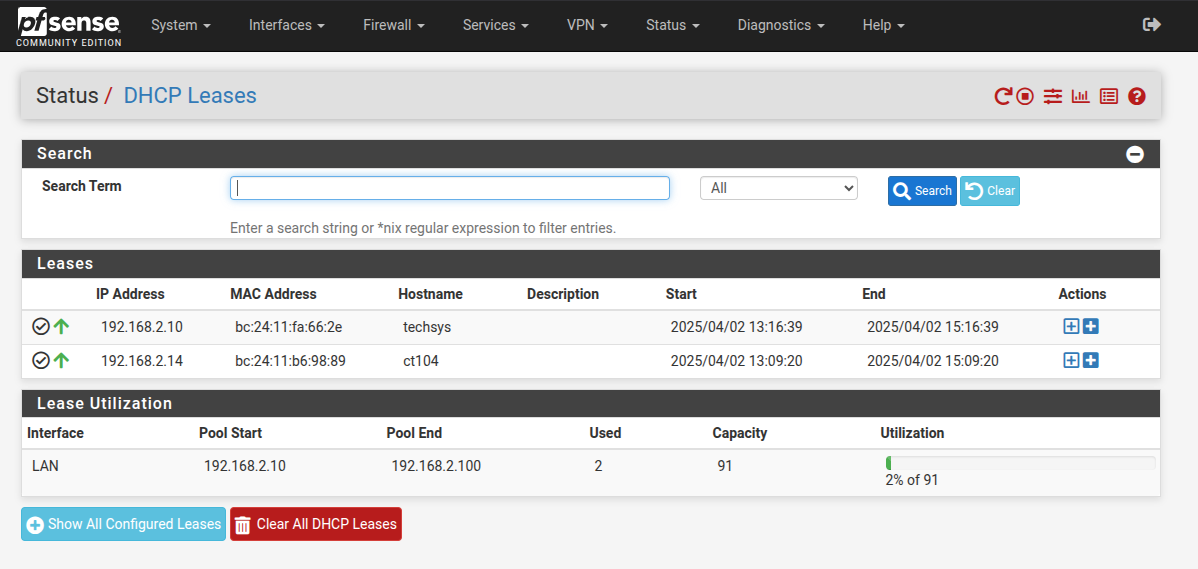 pfsense
COMMUNITY EDITION
System Interfaces Firewall Services VPN Status Diagnostics Help
Status / DHCP Leases
Search
Search Term All Search Clear
Enter a search string or *nix regular expression to filter entries.
Leases
IP Address MAC Address Hostname Description Start End Actions
192.168.2.10 bc:24:11:fa:66:2e techsys 2025/04/02 13:16:39 2025/04/02 15:16:39
192.168.2.14 bc:24:11:b6:98:89 ct104 2025/04/02 13:09:20 2025/04/02 15:09:20
Lease Utilization
Interface Pool Start Pool End Used Capacity Utilization
LAN 192.168.2.10 192.168.2.100 2 91
2% of 91
Show All Configured Leases Clear All DHCP Leases